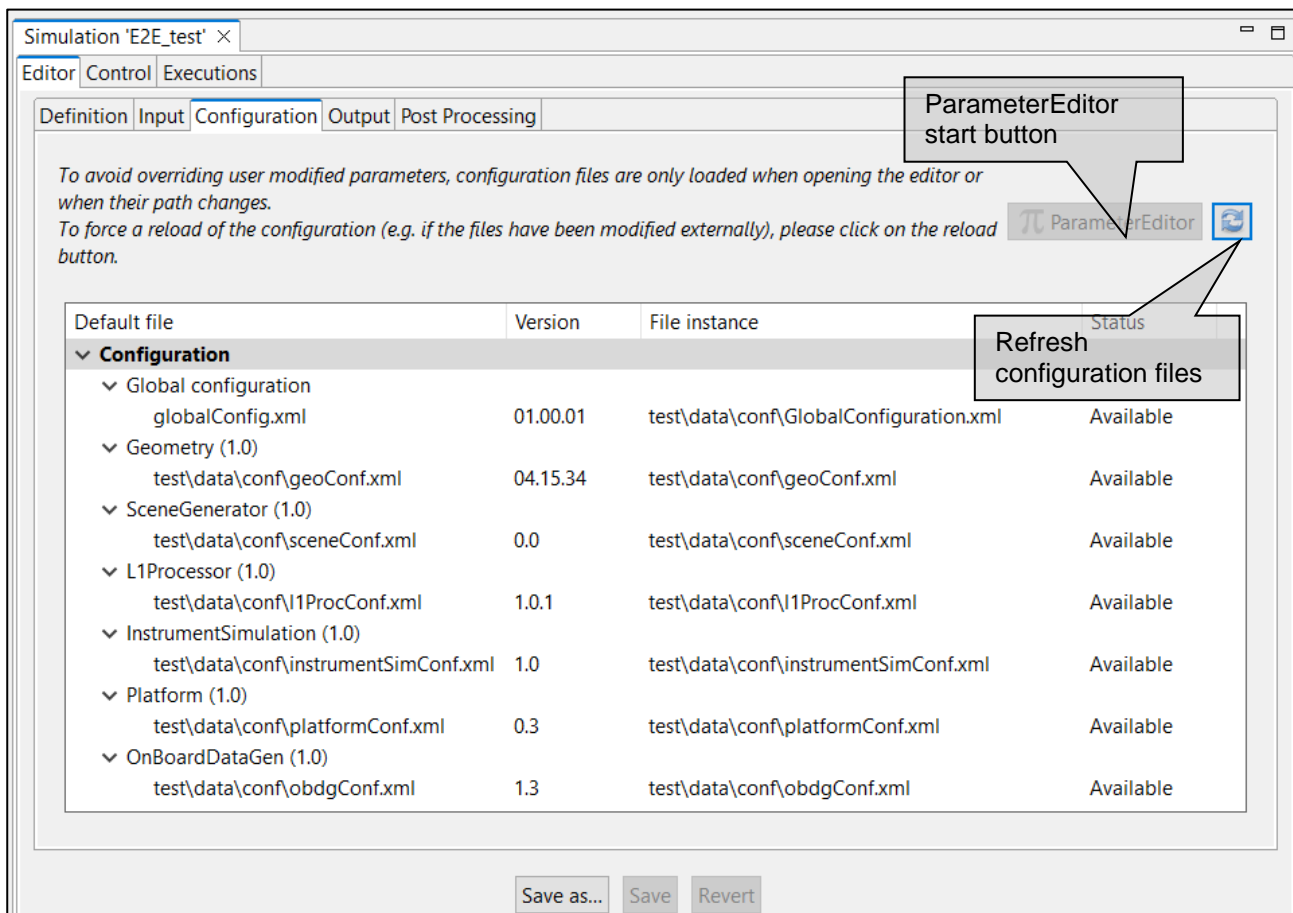 Simulation 'E2E_test'
Editor Control Executions
Definition Input Configuration Output Post Processing
ParameterEditor
start button
To avoid overriding user modified parameters, configuration files are only loaded when opening the editor or
when their path changes.
To force a reload of the configuration (e.g. if the files have been modified externally), please click on the reload
button.
π ParameterEditor
Refresh
configuration files
Default file Version File instance Status
Configuration
Global configuration
globalConfig.xml 01.00.01 test\data\conf\GlobalConfiguration.xml Available
Geometry (1.0)
test\data\conf\geoConf.xml 04.15.34 test\data\conf\geoConf.xml Available
SceneGenerator (1.0)
test\data\conf\sceneConf.xml 0.0 test\data\conf\sceneConf.xml Available
L1Processor (1.0)
test\data\conf\l1ProcConf.xml 1.0.1 test\data\conf\l1ProcConf.xml Available
InstrumentSimulation (1.0)
test\data\conf\instrumentSimConf.xml 1.0 test\data\conf\instrumentSimConf.xml Available
Platform (1.0)
test\data\conf\platformConf.xml 0.3 test\data\conf\platformConf.xml Available
OnBoardDataGen (1.0)
test\data\conf\obdgConf.xml 1.3 test\data\conf\obdgConf.xml Available
Save as... Save Revert